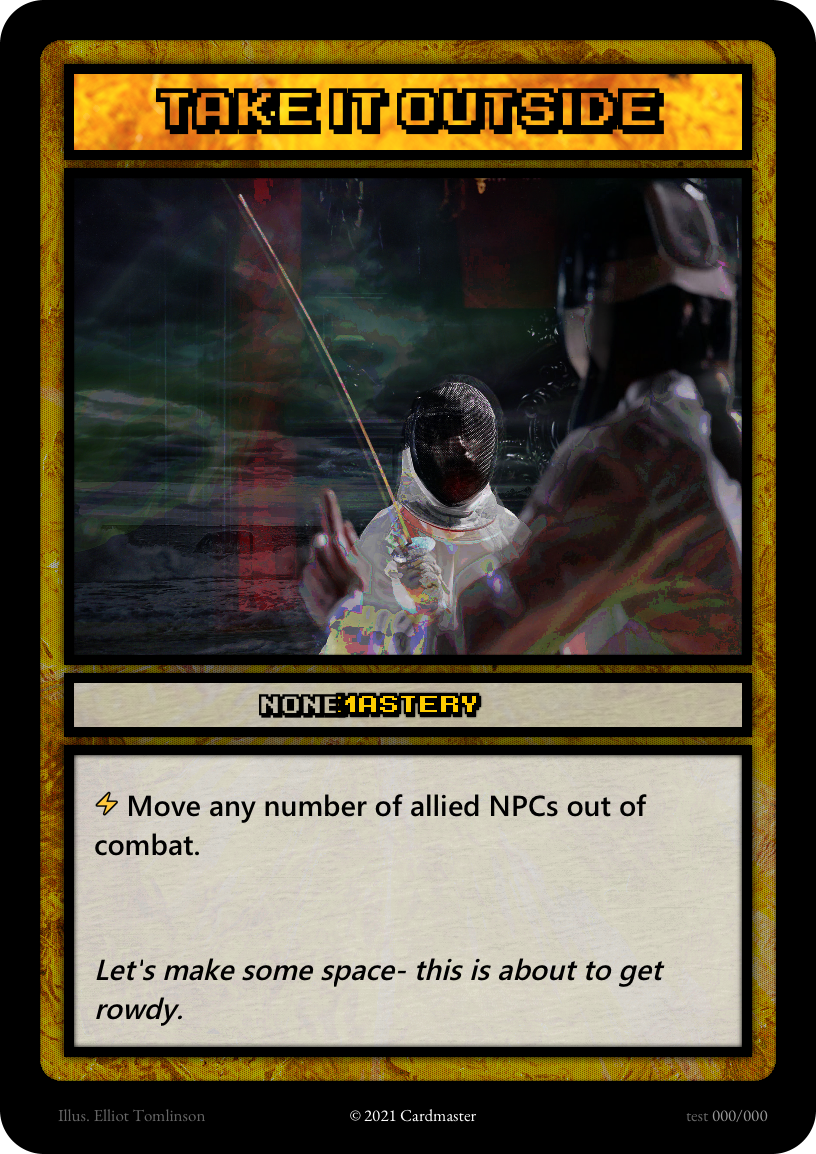 TAKE IT OUTSIDE
NONE MASTERY
⚡ Move any number of allied NPCs out of
combat.
Let's make some space- this is about to get
rowdy.
Illus. Elliot Tomlinson
© 2021 Cardmaster
test 000/000